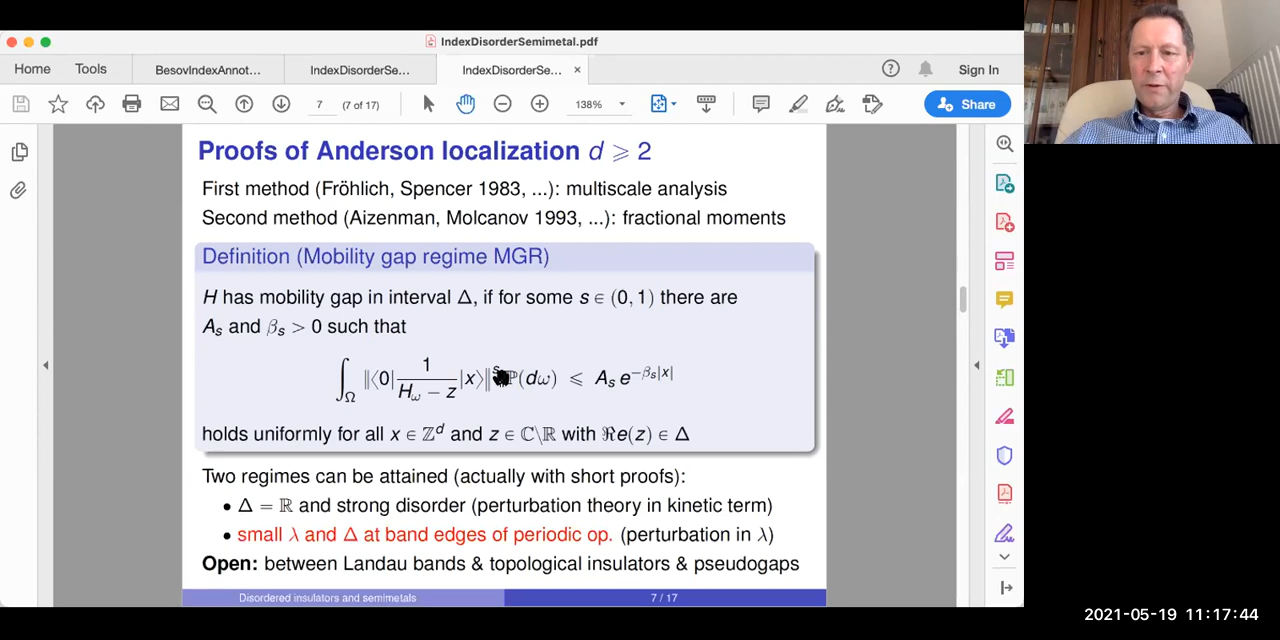 IndexDisorderSemimetal.pdf
Home Tools BesovIndexAnnot... IndexDisorderSe... IndexDisorderSe... × Sign In
7 (7 of 17) 138% Share
Proofs of Anderson localization d ⩾ 2
First method (Fröhlich, Spencer 1983, ...): multiscale analysis
Second method (Aizenman, Molcanov 1993, ...): fractional moments
Definition (Mobility gap regime MGR)
H has mobility gap in interval Δ, if for some s ∈ (0, 1) there are
A_s and β_s > 0 such that
∫_Ω ‖⟨0| 1/(H_ω − z) |x⟩‖^s ℙ(dω) ⩽ A_s e^{−β_s|x|}
holds uniformly for all x ∈ ℤ^d and z ∈ ℂ\ℝ with ℜe(z) ∈ Δ
Two regimes can be attained (actually with short proofs):
• Δ = ℝ and strong disorder (perturbation theory in kinetic term)
• small λ and Δ at band edges of periodic op. (perturbation in λ)
Open: between Landau bands & topological insulators & pseudogaps
Disordered insulators and semimetals 7 / 17
2021-05-19 11:17:44